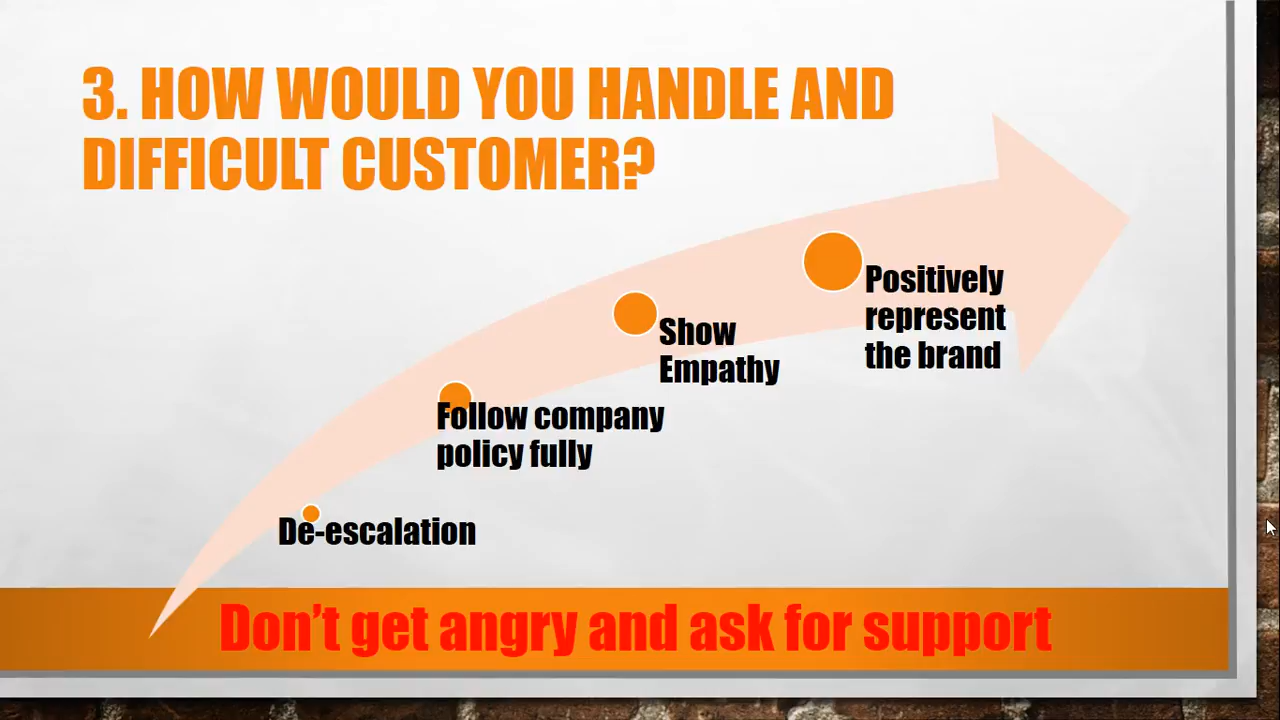 3. HOW WOULD YOU HANDLE AND
DIFFICULT CUSTOMER?
De-escalation
Follow company
policy fully
Show
Empathy
Positively
represent
the brand
Don’t get angry and ask for support